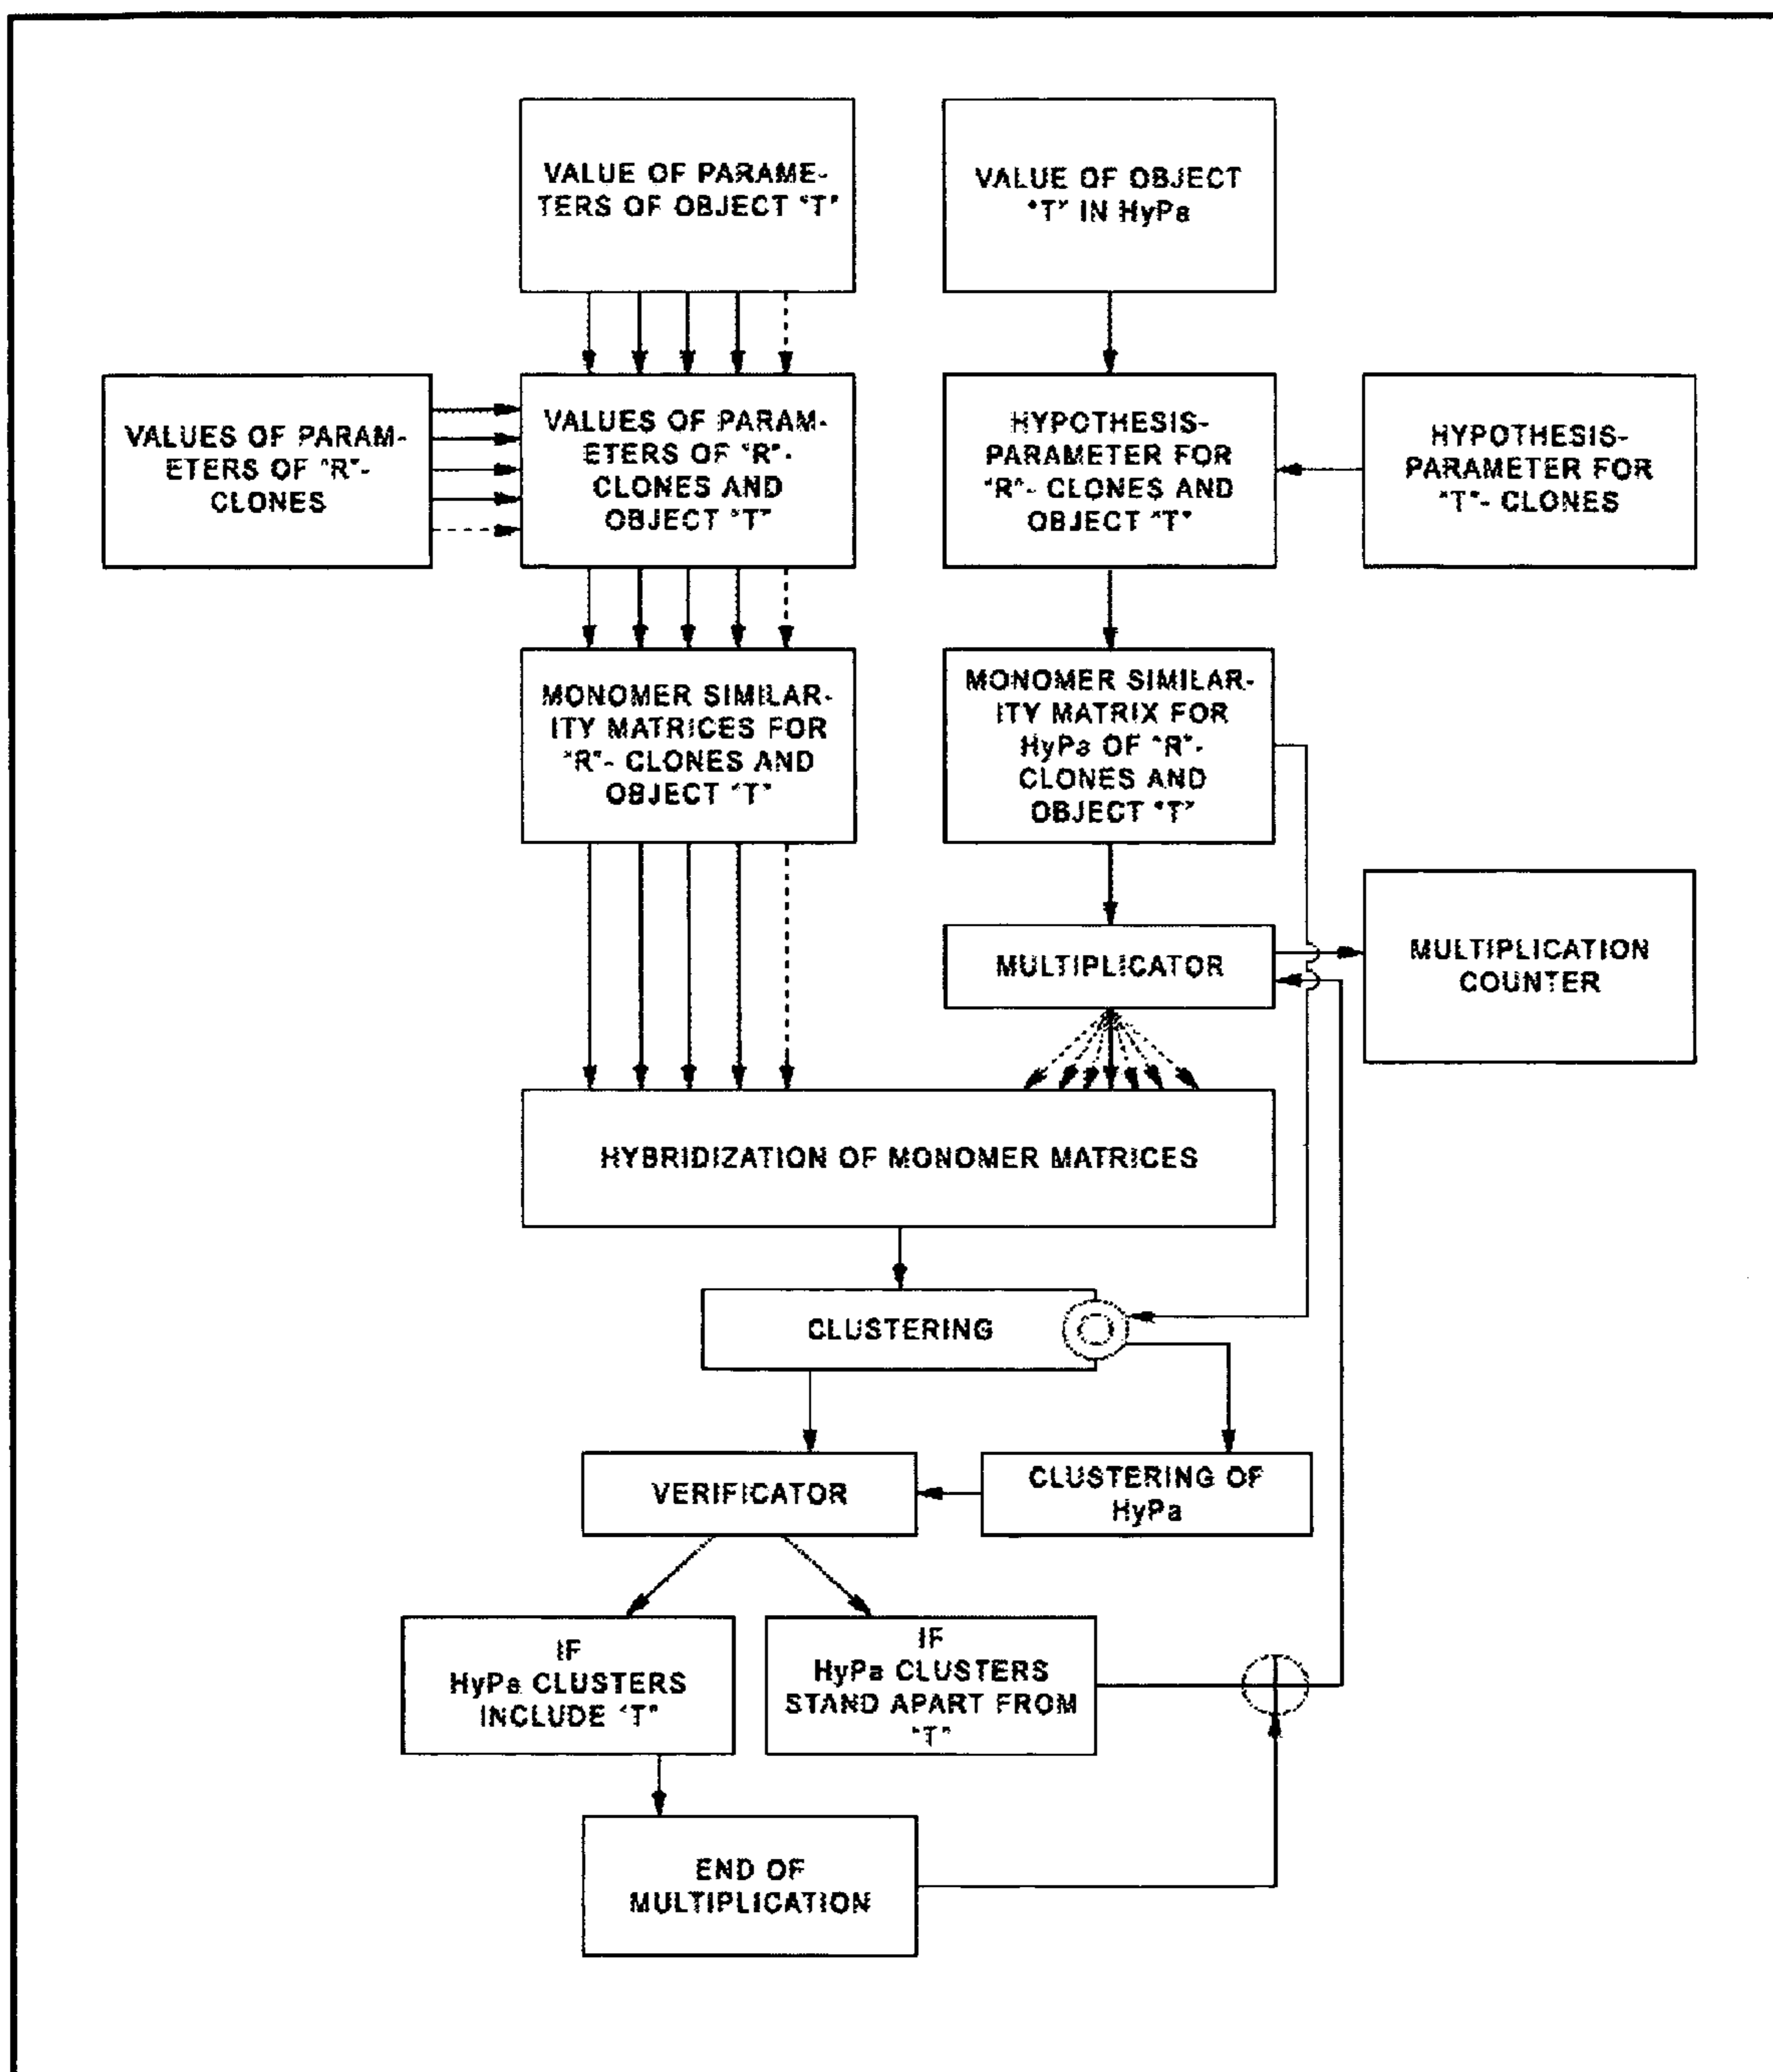 VALUE OF PARAME-
TERS OF OBJECT "T"
VALUE OF OBJECT
"T" IN HyPa
VALUES OF PARAM-
ETERS OF "R"-
CLONES
VALUES OF PARAM-
ETERS OF "R"-
CLONES AND
OBJECT "T"
HYPOTHESIS-
PARAMETER FOR
"R"- CLONES AND
OBJECT "T"
HYPOTHESIS-
PARAMETER FOR
"T"- CLONES
MONOMER SIMILAR-
ITY MATRICES FOR
"R"- CLONES AND
OBJECT "T"
MONOMER SIMILAR-
ITY MATRIX FOR
HyPa OF "R"-
CLONES AND
OBJECT "T"
MULTIPLICATOR
MULTIPLICATION
COUNTER
HYBRIDIZATION OF MONOMER MATRICES
CLUSTERING
VERIFICATOR
CLUSTERING OF
HyPa
IF
HyPa CLUSTERS
INCLUDE "T"
IF
HyPa CLUSTERS
STAND APART FROM
"T"
END OF
MULTIPLICATION